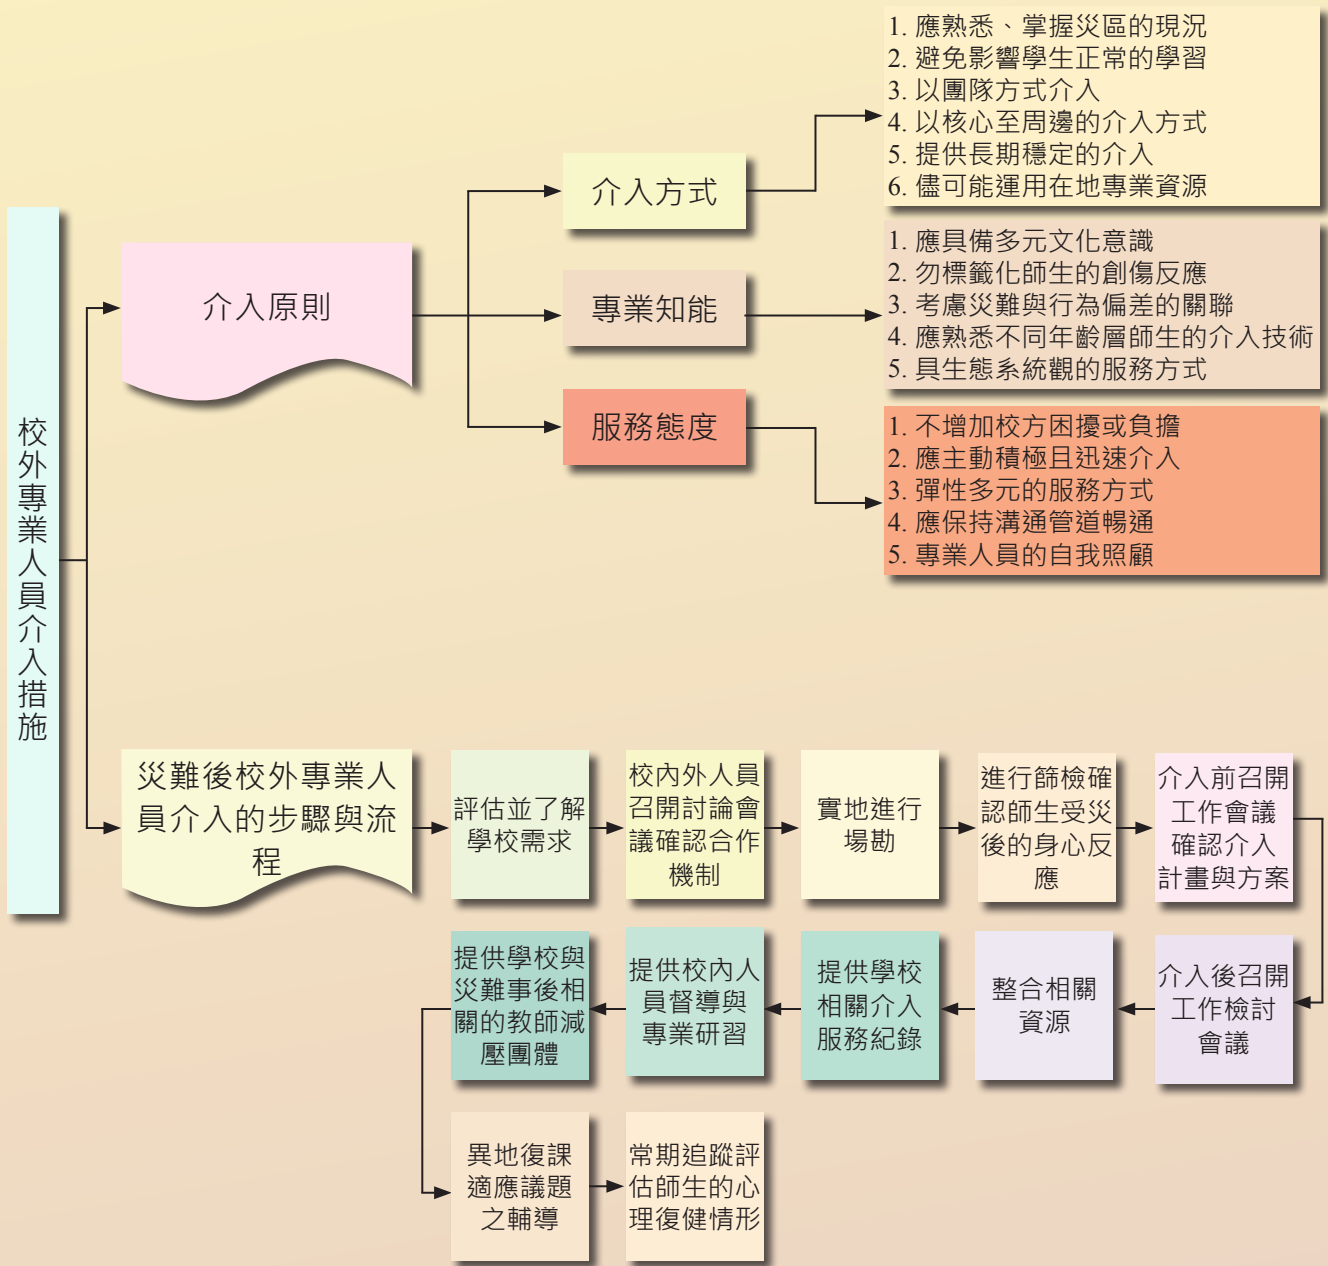 校外專業人員介入措施
介入原則
介入方式
1. 應熟悉、掌握災區的現況
2. 避免影響學生正常的學習
3. 以團隊方式介入
4. 以核心至周邊的介入方式
5. 提供長期穩定的介入
6. 儘可能運用在地專業資源
專業知能
1. 應具備多元文化意識
2. 勿標籤化師生的創傷反應
3. 考慮災難與行為偏差的關聯
4. 應熟悉不同年齡層師生的介入技術
5. 具生態系統觀的服務方式
服務態度
1. 不增加校方困擾或負擔
2. 應主動積極且迅速介入
3. 彈性多元的服務方式
4. 應保持溝通管道暢通
5. 專業人員的自我照顧
災難後校外專業人
員介入的步驟與流
程
評估並了解
學校需求
校內外人員
召開討論會
議確認合作
機制
實地進行
場勘
進行篩檢確
認師生受災
後的身心反
應
介入前召開
工作會議
確認介入
計畫與方案
介入後召開
工作檢討
會議
整合相關
資源
提供學校
相關介入
服務紀錄
提供校內人
員督導與
專業研習
提供學校與
災難事後相
關的教師減
壓團體
異地復課
適應議題
之輔導
常期追蹤評
估師生的心
理復健情形